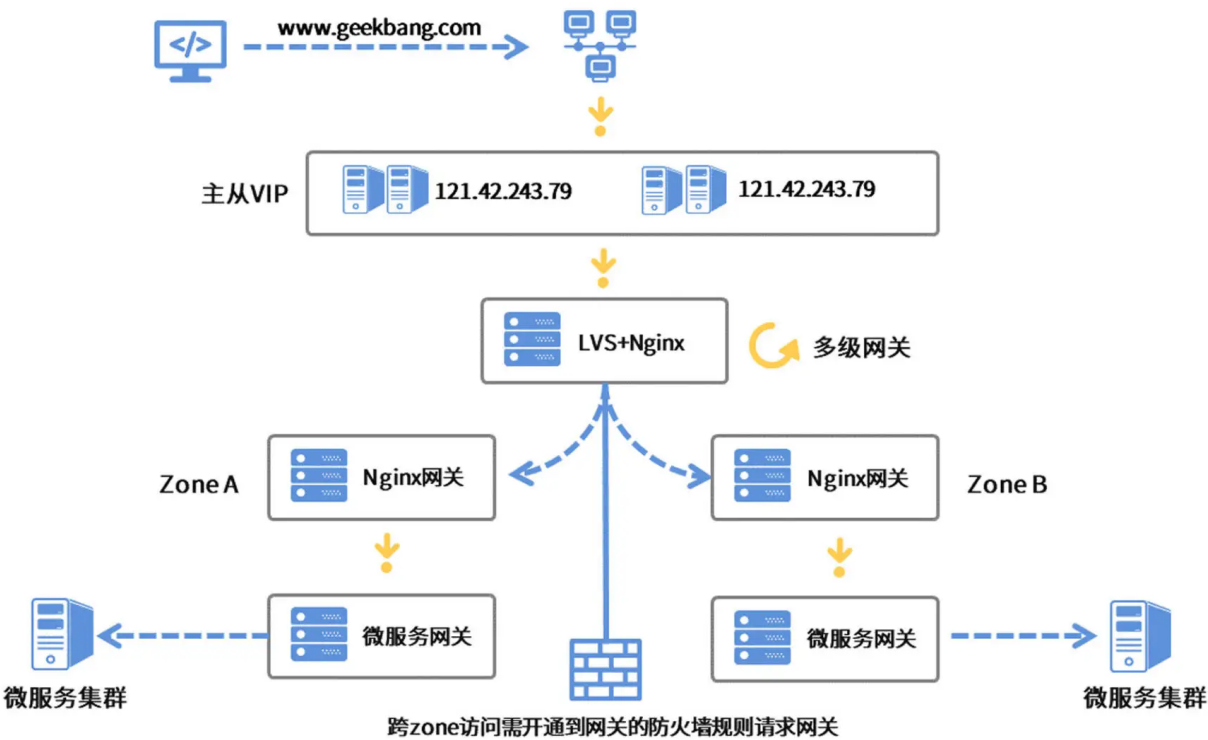 www.geekbang.com
主从VIP
121.42.243.79
121.42.243.79
LVS+Nginx
多级网关
Zone A
Nginx网关
Nginx网关
Zone B
微服务网关
微服务网关
微服务集群
微服务集群
跨zone访问需开通到网关的防火墙规则请求网关